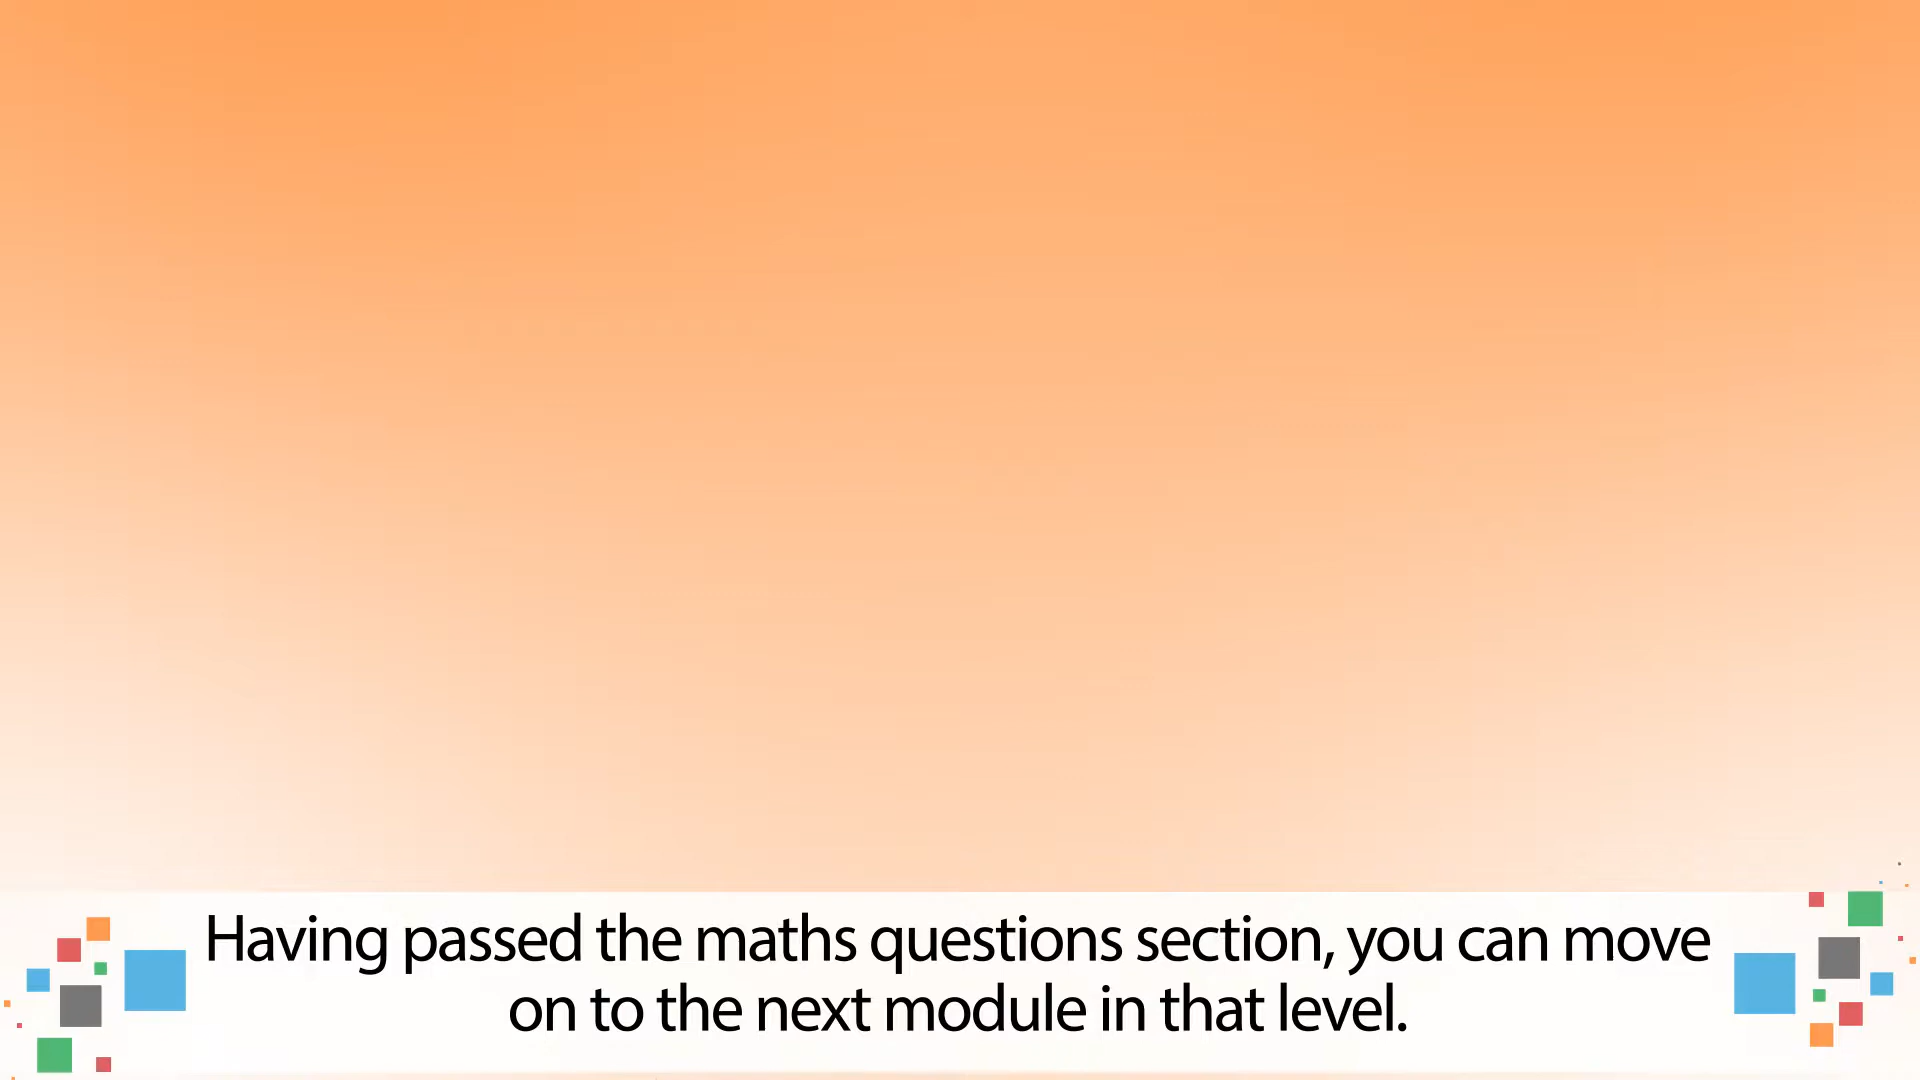 Having passed the maths questions section, you can move
on to the next module in that level.